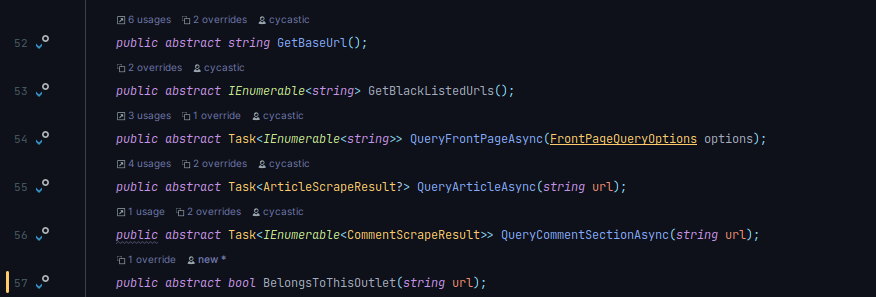 6 usages 2 overrides cycastic
52 public abstract string GetBaseUrl();
2 overrides cycastic
53 public abstract IEnumerable<string> GetBlackListedUrls();
3 usages 1 override cycastic
54 public abstract Task<IEnumerable<string>> QueryFrontPageAsync(FrontPageQueryOptions options);
4 usages 2 overrides cycastic
55 public abstract Task<ArticleScrapeResult?> QueryArticleAsync(string url);
1 usage 2 overrides cycastic
56 public abstract Task<IEnumerable<CommentScrapeResult>> QueryCommentSectionAsync(string url);
1 override new *
57 public abstract bool BelongsToThisOutlet(string url);